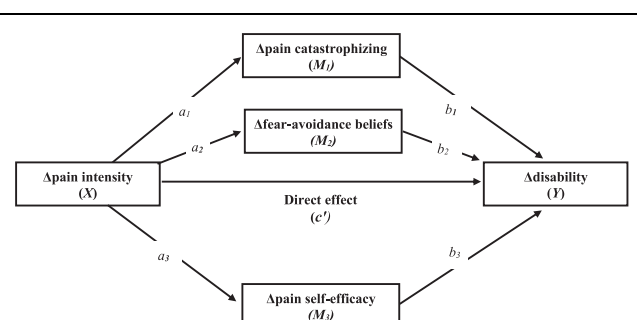 Δpain catastrophizing
(M₁)
a₁
b₁
Δfear-avoidance beliefs
(M₂)
a₂
b₂
Δpain intensity
(X)
Δdisability
(Y)
Direct effect
(c')
a₃
b₃
Δpain self-efficacy
(M₃)